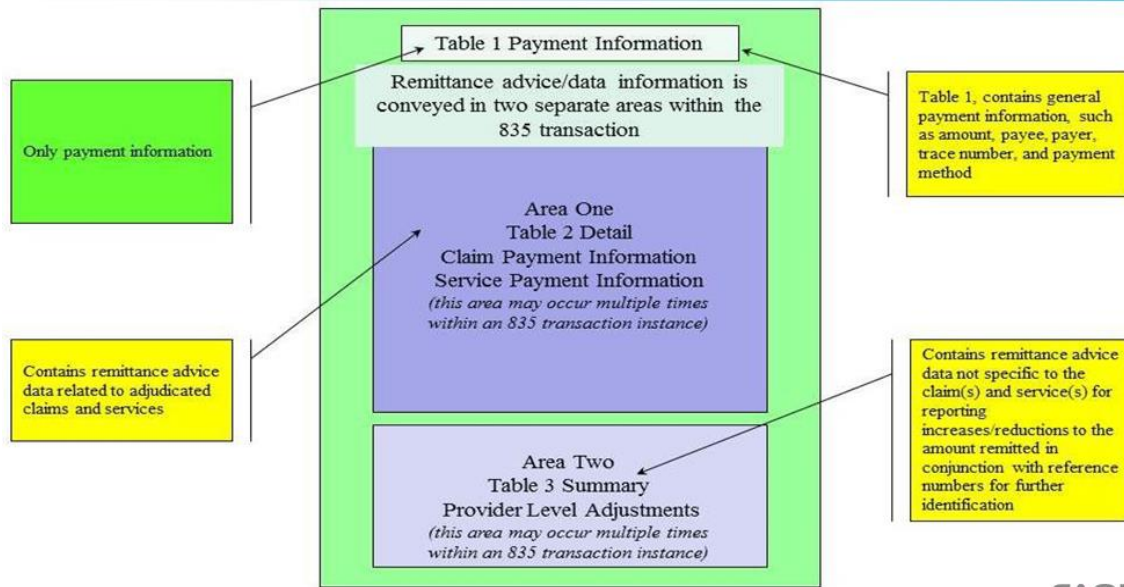 Table 1 Payment Information
Remittance advice/data information is
conveyed in two separate areas within the
835 transaction
Only payment information
Table 1, contains general
payment information, such
as amount, payee, payer,
trace number, and payment
method
Area One
Table 2 Detail
Claim Payment Information
Service Payment Information
(this area may occur multiple times
within an 835 transaction instance)
Contains remittance advice
data related to adjudicated
claims and services
Contains remittance advice
data not specific to the
claim(s) and service(s) for
reporting
increases/reductions to the
amount remitted in
conjunction with reference
numbers for further
identification
Area Two
Table 3 Summary
Provider Level Adjustments
(this area may occur multiple times
within an 835 transaction instance)